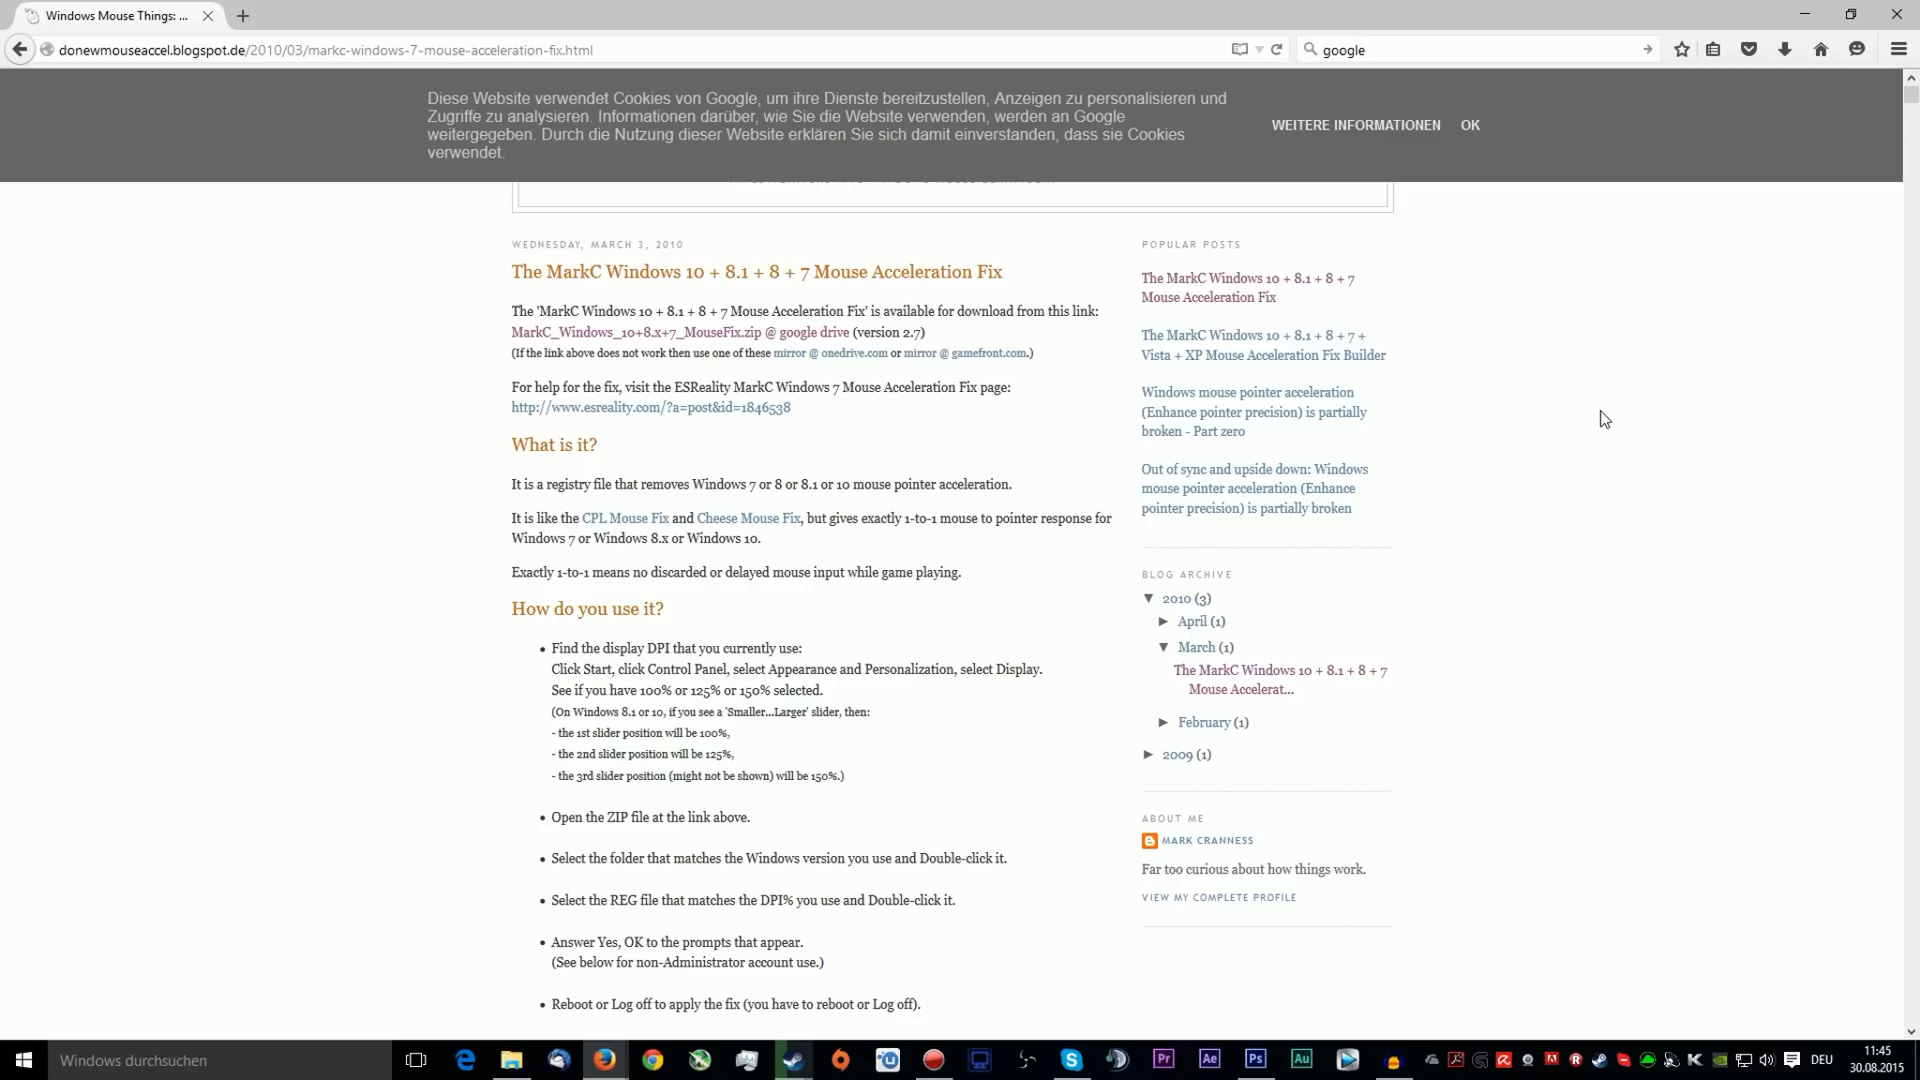 Windows Mouse Things: ...
donewmouseaccel.blogspot.de/2010/03/markc-windows-7-mouse-acceleration-fix.html
google
Diese Website verwendet Cookies von Google, um ihre Dienste bereitzustellen, Anzeigen zu personalisieren und
Zugriffe zu analysieren. Informationen darüber, wie Sie die Website verwenden, werden an Google
weitergegeben. Durch die Nutzung dieser Website erklären Sie sich damit einverstanden, dass sie Cookies
verwendet.
WEITERE INFORMATIONEN
OK
WEDNESDAY, MARCH 3, 2010
The MarkC Windows 10 + 8.1 + 8 + 7 Mouse Acceleration Fix
The 'MarkC Windows 10 + 8.1 + 8 + 7 Mouse Acceleration Fix' is available for download from this link:
MarkC_Windows_10+8.x+7_MouseFix.zip @ google drive (version 2.7)
(If the link above does not work then use one of these mirror @ onedrive.com or mirror @ gamefront.com.)
For help for the fix, visit the ESReality MarkC Windows 7 Mouse Acceleration Fix page:
http://www.esreality.com/?a=post&id=1846538
What is it?
It is a registry file that removes Windows 7 or 8 or 8.1 or 10 mouse pointer acceleration.
It is like the CPL Mouse Fix and Cheese Mouse Fix, but gives exactly 1-to-1 mouse to pointer response for
Windows 7 or Windows 8.x or Windows 10.
Exactly 1-to-1 means no discarded or delayed mouse input while game playing.
How do you use it?
• Find the display DPI that you currently use:
Click Start, click Control Panel, select Appearance and Personalization, select Display.
See if you have 100% or 125% or 150% selected.
(On Windows 8.1 or 10, if you see a 'Smaller...Larger' slider, then:
- the 1st slider position will be 100%,
- the 2nd slider position will be 125%,
- the 3rd slider position (might not be shown) will be 150%.)
• Open the ZIP file at the link above.
• Select the folder that matches the Windows version you use and Double-click it.
• Select the REG file that matches the DPI% you use and Double-click it.
• Answer Yes, OK to the prompts that appear.
(See below for non-Administrator account use.)
• Reboot or Log off to apply the fix (you have to reboot or Log off).
POPULAR POSTS
The MarkC Windows 10 + 8.1 + 8 + 7
Mouse Acceleration Fix
The MarkC Windows 10 + 8.1 + 8 + 7 +
Vista + XP Mouse Acceleration Fix Builder
Windows mouse pointer acceleration
(Enhance pointer precision) is partially
broken - Part zero
Out of sync and upside down: Windows
mouse pointer acceleration (Enhance
pointer precision) is partially broken
BLOG ARCHIVE
▼ 2010 (3)
► April (1)
▼ March (1)
The MarkC Windows 10 + 8.1 + 8 + 7
Mouse Accelerat...
► February (1)
► 2009 (1)
ABOUT ME
MARK CRANNESS
Far too curious about how things work.
VIEW MY COMPLETE PROFILE
Windows durchsuchen
Pr
Ae
Ps
Au
DEU
11:45
30.08.2015